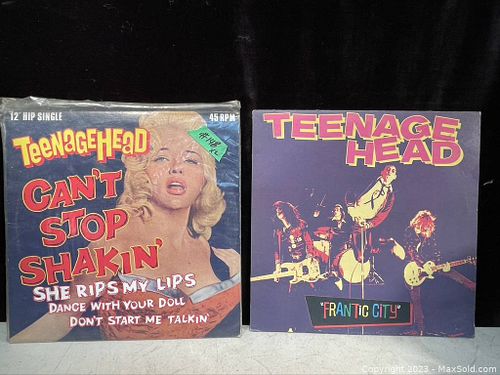 12" HIP SINGLE
45 RPM
TEENAGE HEAD
CAN'T
STOP
SHAKIN'
SHE RIPS MY LIPS
DANCE WITH YOUR DOLL
DON'T START ME TALKIN'
TEENAGE
HEAD
"FRANTIC CITY"
Copyright 2023 - MaxSold.com